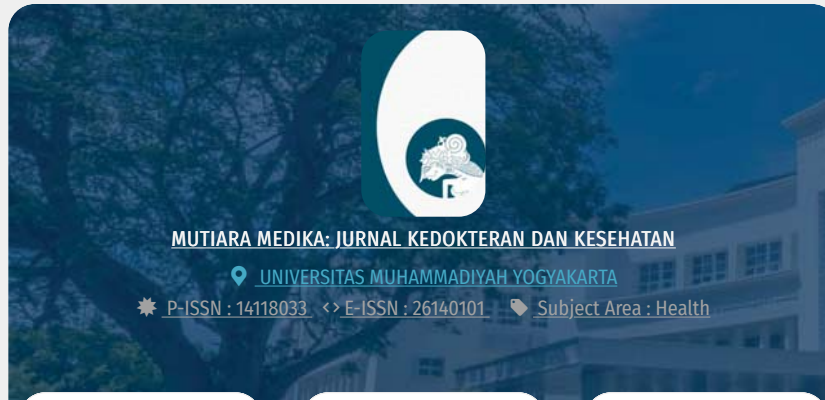 MUTIARA MEDIKA: JURNAL KEDOKTERAN DAN KESEHATAN
UNIVERSITAS MUHAMMADIYAH YOGYAKARTA
P-ISSN : 14118033 <> E-ISSN : 26140101 Subject Area : Health